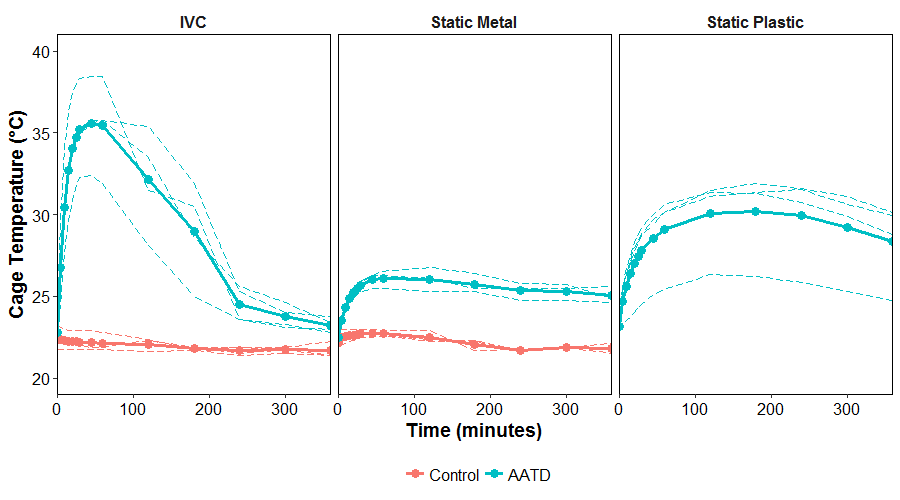 IVC Static Metal Static Plastic
Cage Temperature (°C)
40
35
30
25
20
0 100 200 300 0 100 200 300 0 100 200 300
Time (minutes)
Control AATD